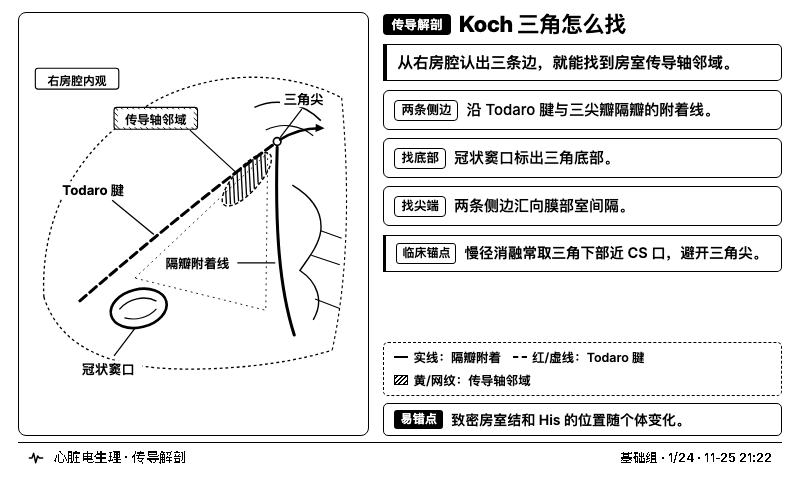 右房腔内观
传导轴邻域
三角尖
Todaro 腱
隔瓣附着线
冠状窦口
传导解剖 Koch 三角怎么找
从右房腔认出三条边，就能找到房室传导轴邻域。
两条侧边 沿 Todaro 腱与三尖瓣隔瓣的附着线。
找底部 冠状窦口标出三角底部。
找尖端 两条侧边汇向膜部室间隔。
临床锚点 慢径消融常取三角下部近 CS 口，避开三角尖。
实线：隔瓣附着 红/虚线：Todaro 腱
黄/网纹：传导轴邻域
易错点 致密房室结和 His 的位置随个体变化。
心脏电生理 · 传导解剖
基础组 · 1/24 · 11-25 21:22